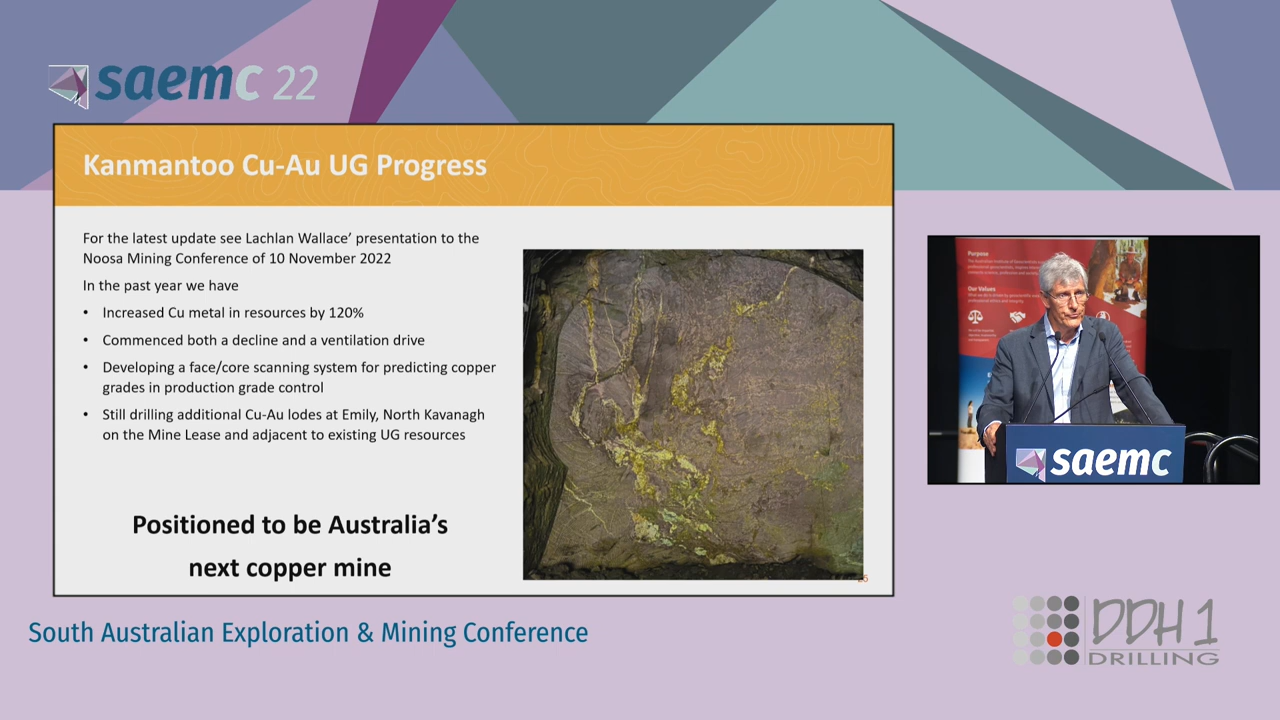 saemc 22
Kanmantoo Cu-Au UG Progress
For the latest update see Lachlan Wallace’ presentation to the
Noosa Mining Conference of 10 November 2022
In the past year we have
• Increased Cu metal in resources by 120%
• Commenced both a decline and a ventilation drive
• Developing a face/core scanning system for predicting copper
grades in production grade control
• Still drilling additional Cu-Au lodes at Emily, North Kavanagh
on the Mine Lease and adjacent to existing UG resources
Positioned to be Australia’s
next copper mine
Purpose
Our Values
saemc
South Australian Exploration & Mining Conference
DDH 1
DRILLING